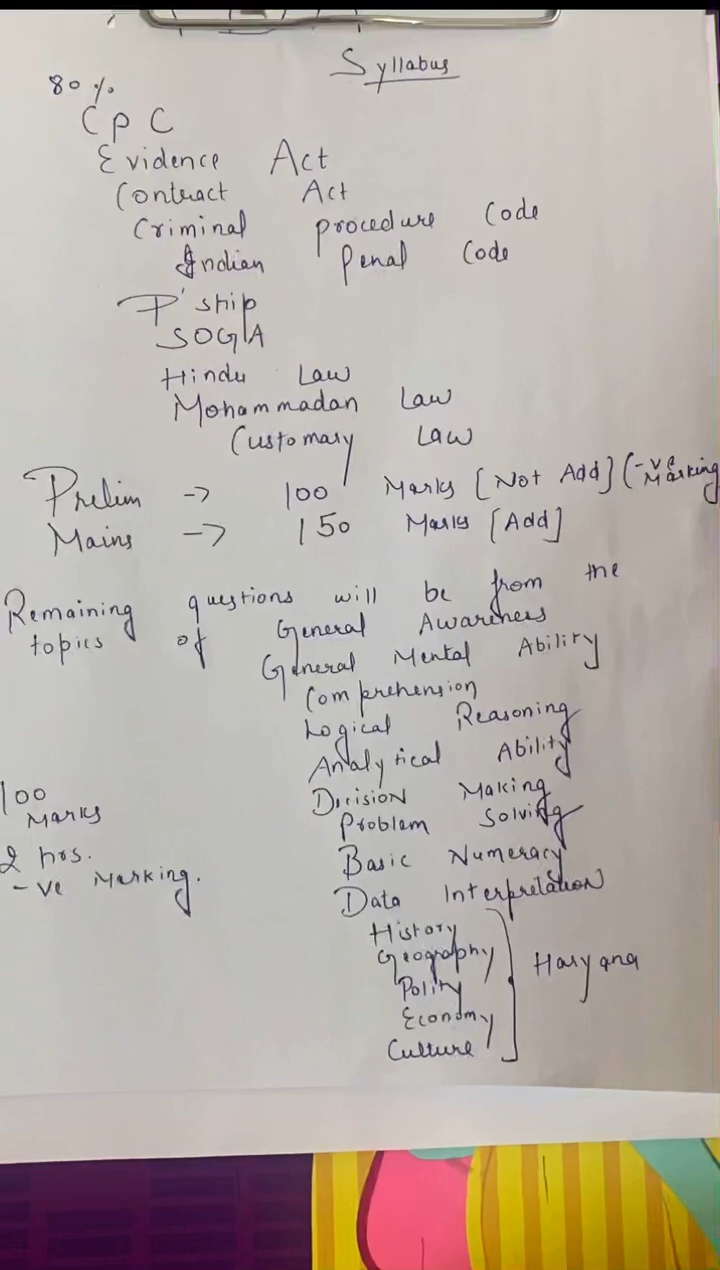 Syllabus
80 %
CPC
Evidence Act
Contract Act
Criminal procedure Code
Indian Penal Code
P'ship
SOGA
Hindu Law
Mohammadan Law
Customary Law
Prelim -> 100 Marks [Not Add] (-ve Marking
Mains -> 150 Marks [Add]
Remaining questions will be from the
topics of General Awareness
General Mental Ability
Comprehension
Logical Reasoning
Analytical Ability
Decision Making
Problem Solving
Basic Numeracy
Data Interpretation
History
Geography
Polity
Economy
Culture
Haryana
100
Marks
2 hrs.
-ve Marking.